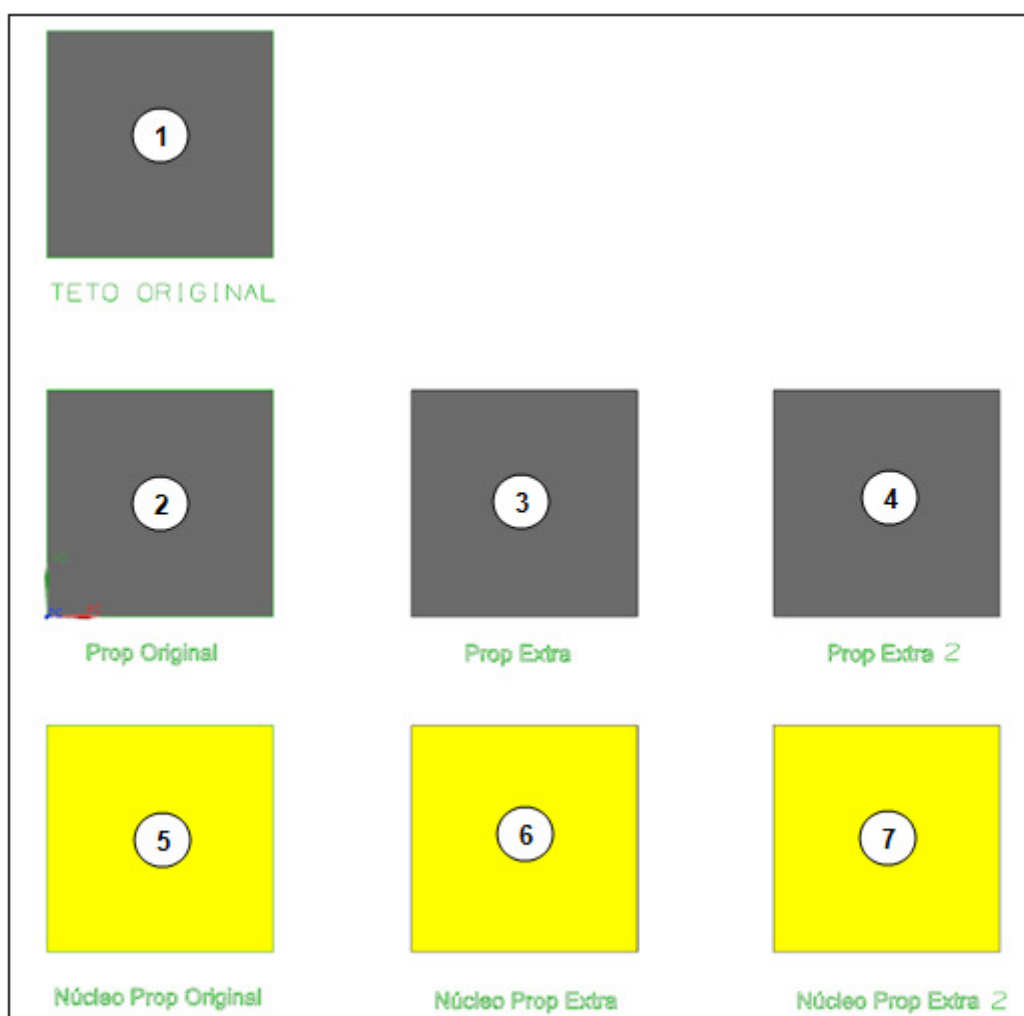 1
TETO ORIGINAL
2
3
4
Prop Original
Prop Extra
Prop Extra 2
5
6
7
Núcleo Prop Original
Núcleo Prop Extra
Núcleo Prop Extra 2